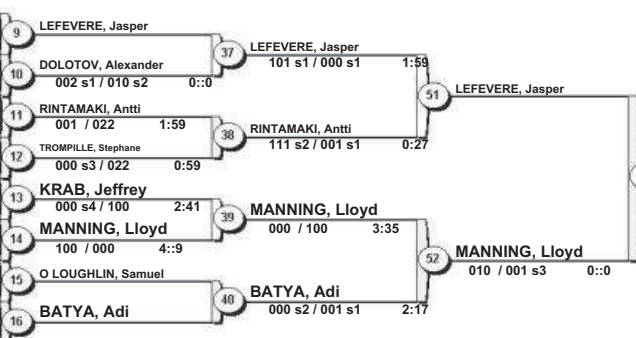 9 LEFEVERE, Jasper
10 DOLOTOV, Alexander
002 s1 / 010 s2 0::0
11 RINTAMAKI, Antti
001 / 022 1:59
12 TROMPILLE, Stephane
000 s3 / 022 0:59
13 KRAB, Jeffrey
000 s4 / 100 2:41
14 MANNING, Lloyd
100 / 000 4::9
15 O LOUGHLIN, Samuel
16 BATYA, Adi
37 LEFEVERE, Jasper
101 s1 / 000 s1 1:59
38 RINTAMAKI, Antti
111 s2 / 001 s1 0:27
39 MANNING, Lloyd
000 / 100 3:35
40 BATYA, Adi
000 s2 / 001 s1 2:17
51 LEFEVERE, Jasper
52 MANNING, Lloyd
010 / 001 s3 0::0